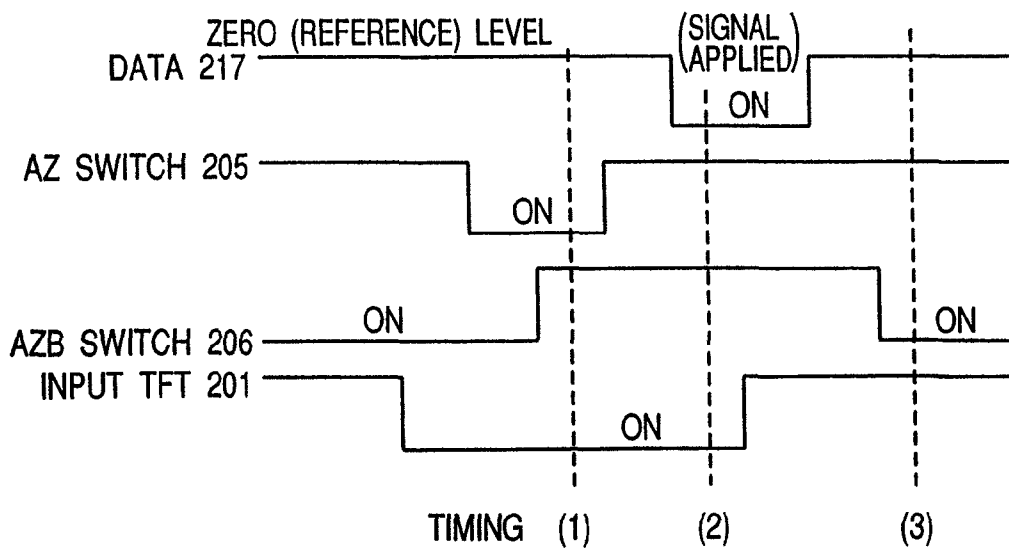 ZERO (REFERENCE) LEVEL
(SIGNAL APPLIED)
DATA 217
ON
AZ SWITCH 205
ON
ON
ON
AZB SWITCH 206
INPUT TFT 201
ON
TIMING (1) (2) (3)